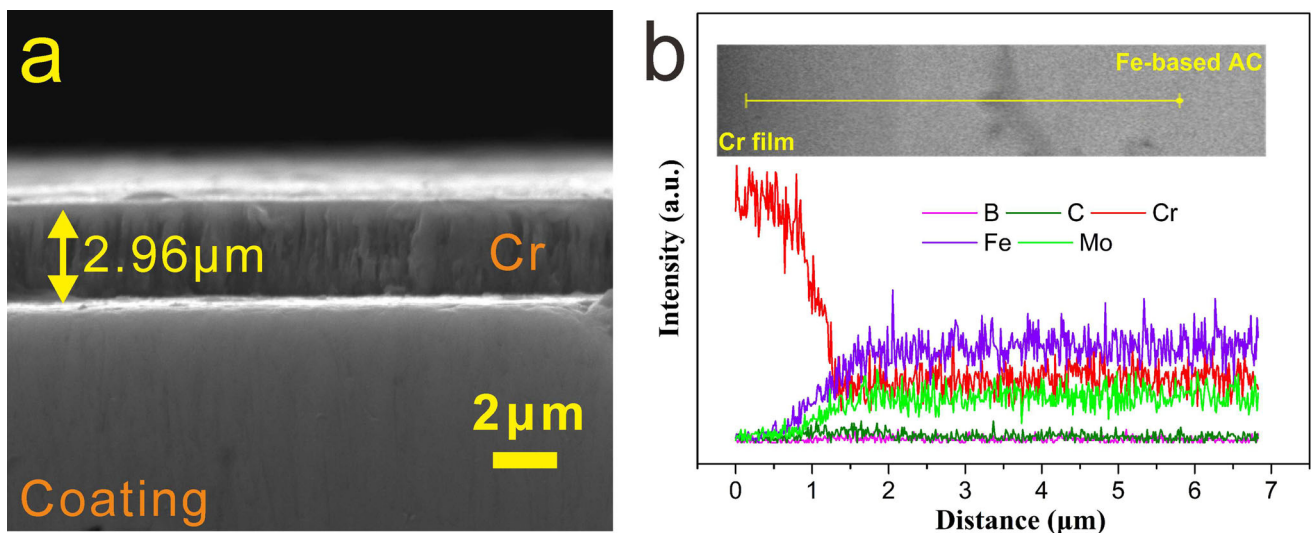 a
2.96μm
Cr
2μm
Coating
b
Fe-based AC
Cr film
B C Cr
Fe Mo
Intensity (a.u.)
0 1 2 3 4 5 6 7
Distance (μm)